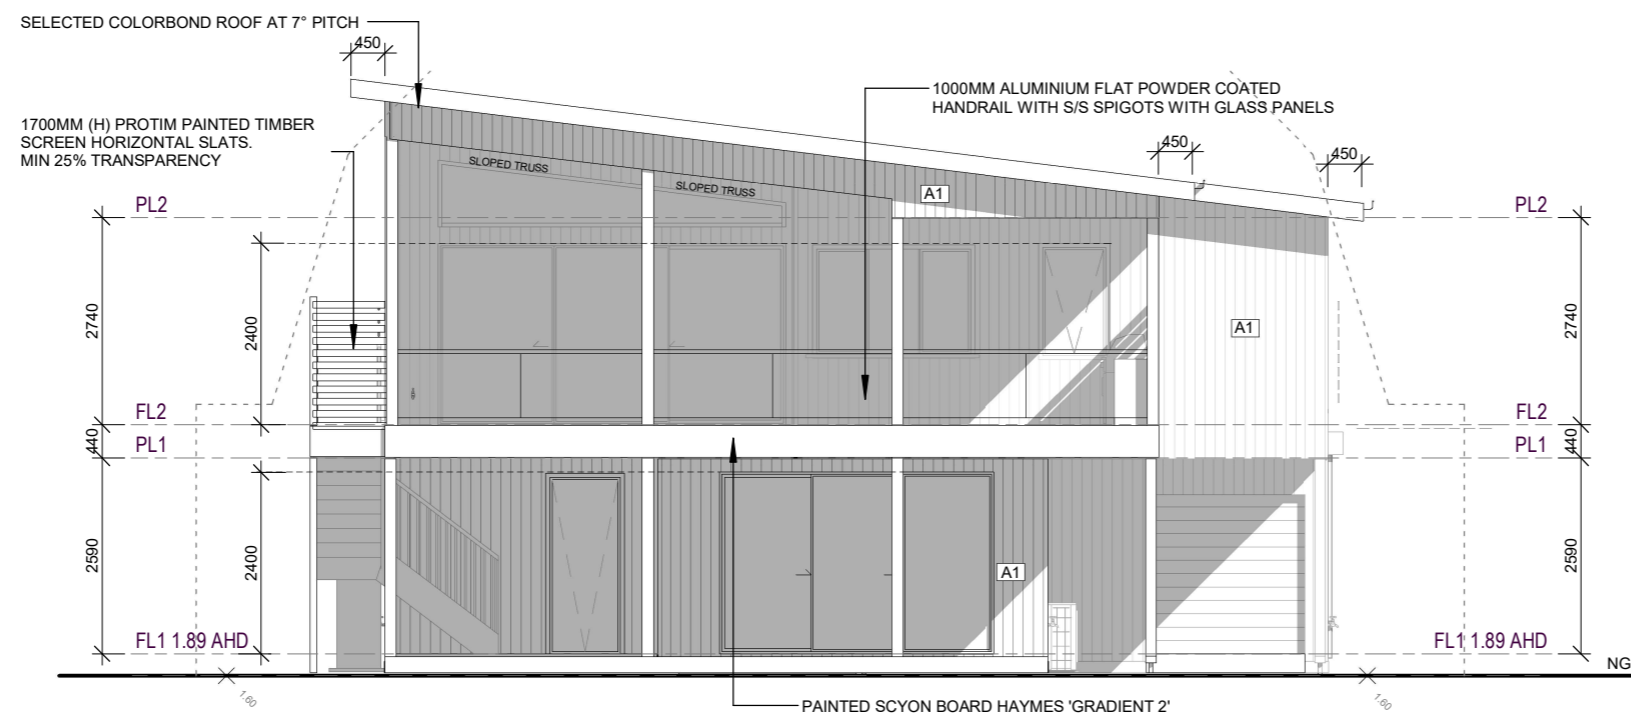 SELECTED COLORBOND ROOF AT 7° PITCH
450
1000MM ALUMINIUM FLAT POWDER COATED
HANDRAIL WITH S/S SPIGOTS WITH GLASS PANELS
1700MM (H) PROTIM PAINTED TIMBER
SCREEN HORIZONTAL SLATS.
MIN 25% TRANSPARENCY
450
450
SLOPED TRUSS
SLOPED TRUSS
A1
PL2
PL2
2740
2400
2740
A1
FL2
FL2
440
440
PL1
PL1
2590
2400
2590
A1
FL1 1.89 AHD
FL1 1.89 AHD
NG
1.60
1.60
PAINTED SCYON BOARD HAYMES 'GRADIENT 2'